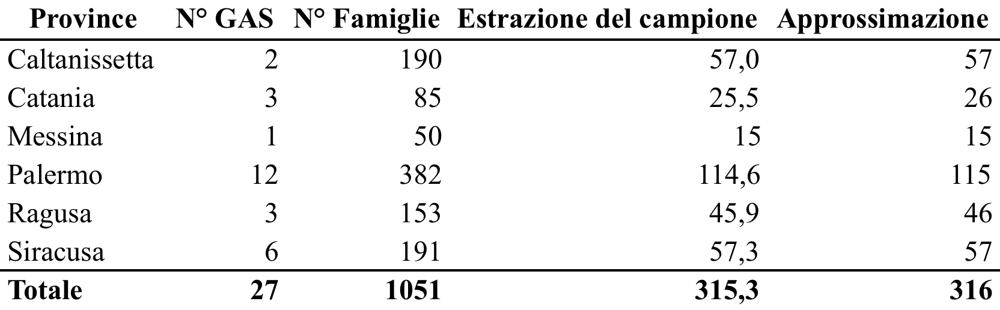 Province N° GAS N° Famiglie Estrazione del campione Approssimazione
Caltanissetta 2 190 57,0 57
Catania 3 85 25,5 26
Messina 1 50 15 15
Palermo 12 382 114,6 115
Ragusa 3 153 45,9 46
Siracusa 6 191 57,3 57
Totale 27 1051 315,3 316